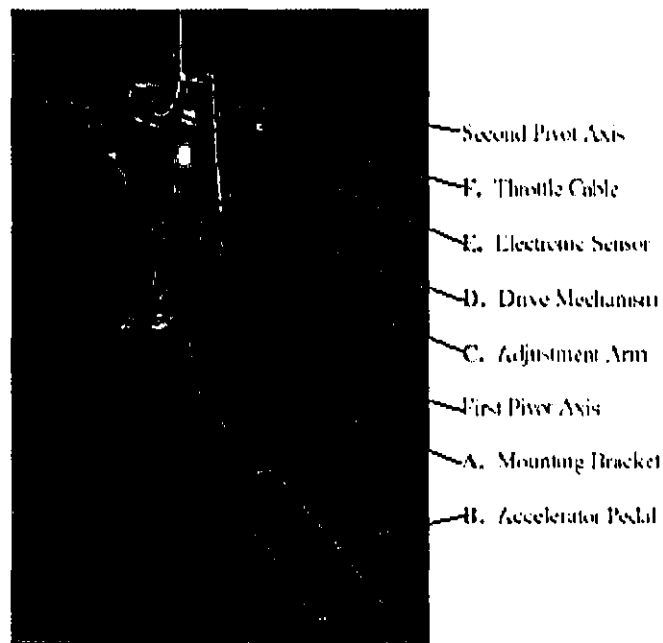 Second Pivot Axis
F. Throttle Cable
E. Electronic Sensor
D. Drive Mechanism
C. Adjustment Arm
First Pivot Axis
A. Mounting Bracket
B. Accelerator Pedal